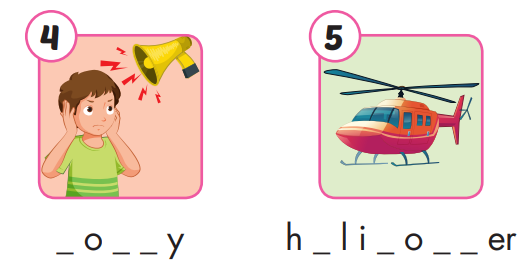 4 5
_ o _ _ y h _ l i _ o _ _ er